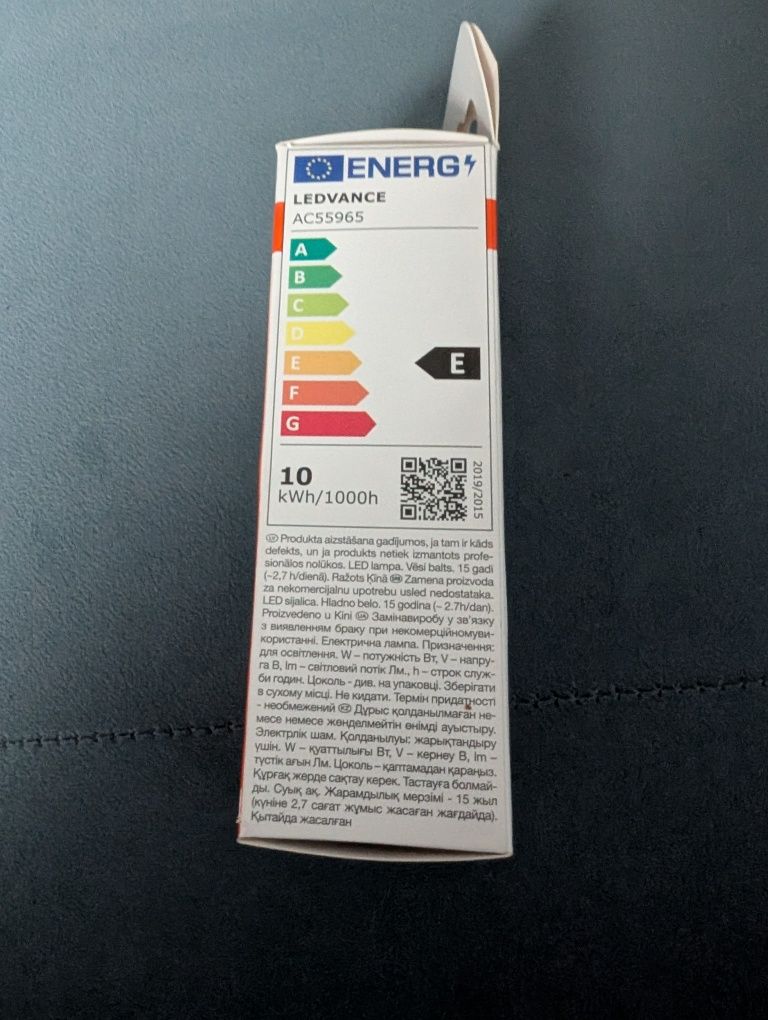 ENERG
LEDVANCE
AC55965
A
B
C
D
E
F
G
E
10
kWh/1000h
2019/2015
LV Produkta aizstāšana gadījumos, ja tam ir kāds
defekts, un ja produkts netiek izmantots profe-
sionālos nolūkos. LED lampa. Vēsi balts. 15 gadi
(~2,7 h/dienā). Ražots Ķīnā Zamena proizvoda
za nekomercijalnu upotrebu usled nedostataka.
LED sijalica. Hladno belo. 15 godina (~ 2.7h/dan).
Proizvedeno u Kini UA Замінавиробу у зв'язку
з виявленням браку при некомерційномуви-
користанні. Електрична лампа. Призначення:
для освітлення. W – потужність Вт, V – напру-
га В, lm – світловий потік Лм., h – строк служ-
би годин. Цоколь - див. на упаковці. Зберігати
в сухому місці. Не кидати. Термін придатності
- необмежений KZ Дұрыс қолданылмаған не-
месе немесе жөнделмейтін өнімді ауыстыру.
Электрлік шам. Қолданылуы: жарықтандыру
үшін. W – қуаттылығы Вт, V – кернеу В, lm –
түстік ағын Лм. Цоколь – қаптамадан қараңыз.
Құрғақ жерде сақтау керек. Тастауға болмай-
ды. Суық ақ. Жарамдылық мерзімі - 15 жыл
(күніне 2,7 сағат жұмыс жасаған жағдайда).
Қытайда жасалған